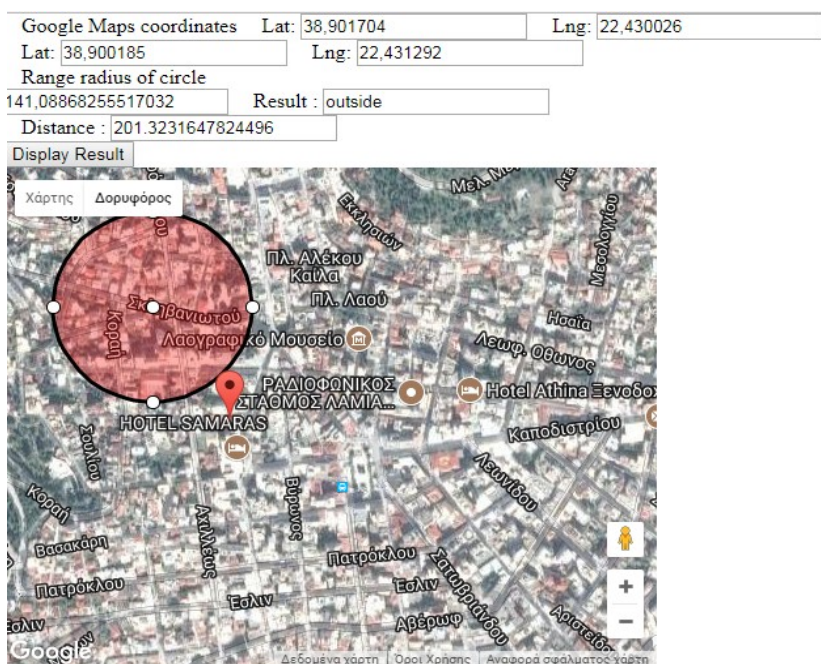 Google Maps coordinates Lat: 38,901704 Lng: 22,430026
Lat: 38,900185 Lng: 22,431292
Range radius of circle
141,08868255517032 Result : outside
Distance : 201.3231647824496
Display Result
Χάρτης Δορυφόρος
Εκκλησιών
Μεσολογγίου
Πλ. Αλέκου
Καΐλα
Πλ. Λαού
Κοραή
Ησαΐα
Λαογραφικό Μουσείο
Λεωφ. Όθωνος
ΡΑΔΙΟΦΩΝΙΚΟΣ
ΣΤΑΘΜΟΣ ΛΑΜΙΑ...
Hotel Athina Ξενοδοχ
HOTEL SAMARAS
Καποδιστρίου
Σουλίου
Λεωνίδου
Κοραή
Βύρωνος
Αχιλλέως
Βασακάρη
Πατρόκλου
Σατωβριάνδου
Πατρόκλου
Έσλιν
Έσλιν
Αβέρωφ
Έσλιν
Google
Δεδομένα χάρτη Όροι Χρήσης Αναφορά σφάλματος χάρτη